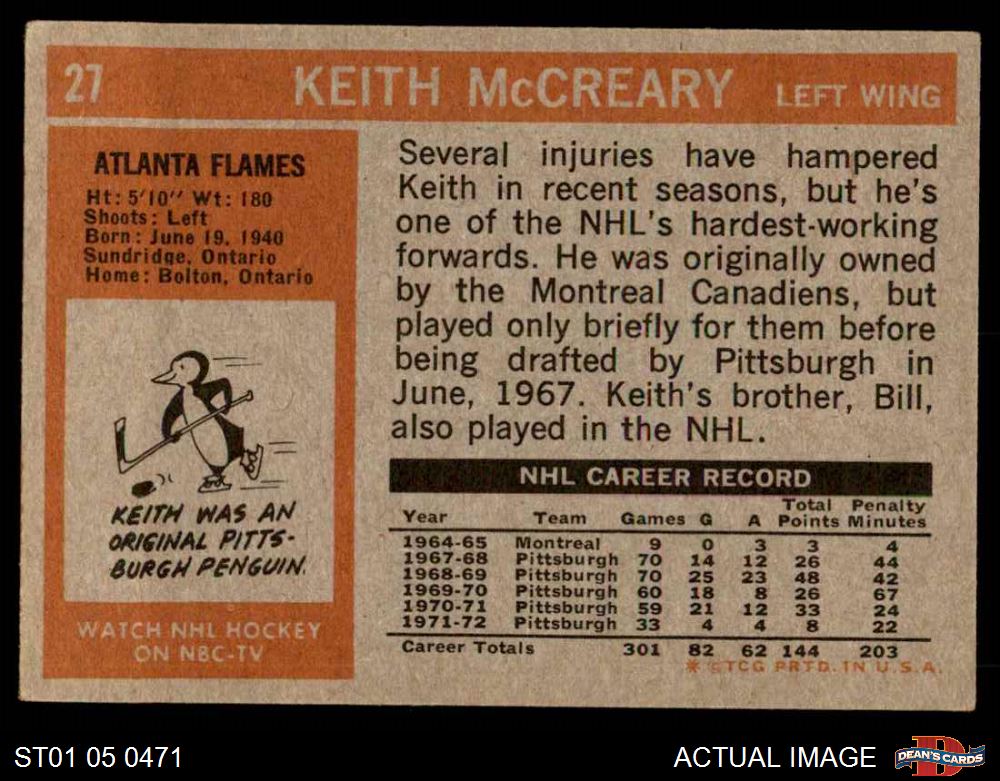 27 KEITH McCREARY LEFT WING
ATLANTA FLAMES
Ht: 5'10" Wt: 180
Shoots: Left
Born: June 19, 1940
Sundridge, Ontario
Home: Bolton, Ontario
KEITH WAS AN
ORIGINAL PITTS-
BURGH PENGUIN.
WATCH NHL HOCKEY
ON NBC-TV
Several injuries have hampered
Keith in recent seasons, but he's
one of the NHL's hardest-working
forwards. He was originally owned
by the Montreal Canadiens, but
played only briefly for them before
being drafted by Pittsburgh in
June, 1967. Keith's brother, Bill,
also played in the NHL.
NHL CAREER RECORD
Year Team Games G A Total Points Penalty Minutes
1964-65 Montreal 9 0 3 3 4
1967-68 Pittsburgh 70 14 12 26 44
1968-69 Pittsburgh 70 25 23 48 42
1969-70 Pittsburgh 60 18 8 26 67
1970-71 Pittsburgh 59 21 12 33 24
1971-72 Pittsburgh 33 4 4 8 22
Career Totals 301 82 62 144 203
* ©TCG PRTD. IN U.S.A.
ST01 05 0471 ACTUAL IMAGE
D
DEAN'S CARDS